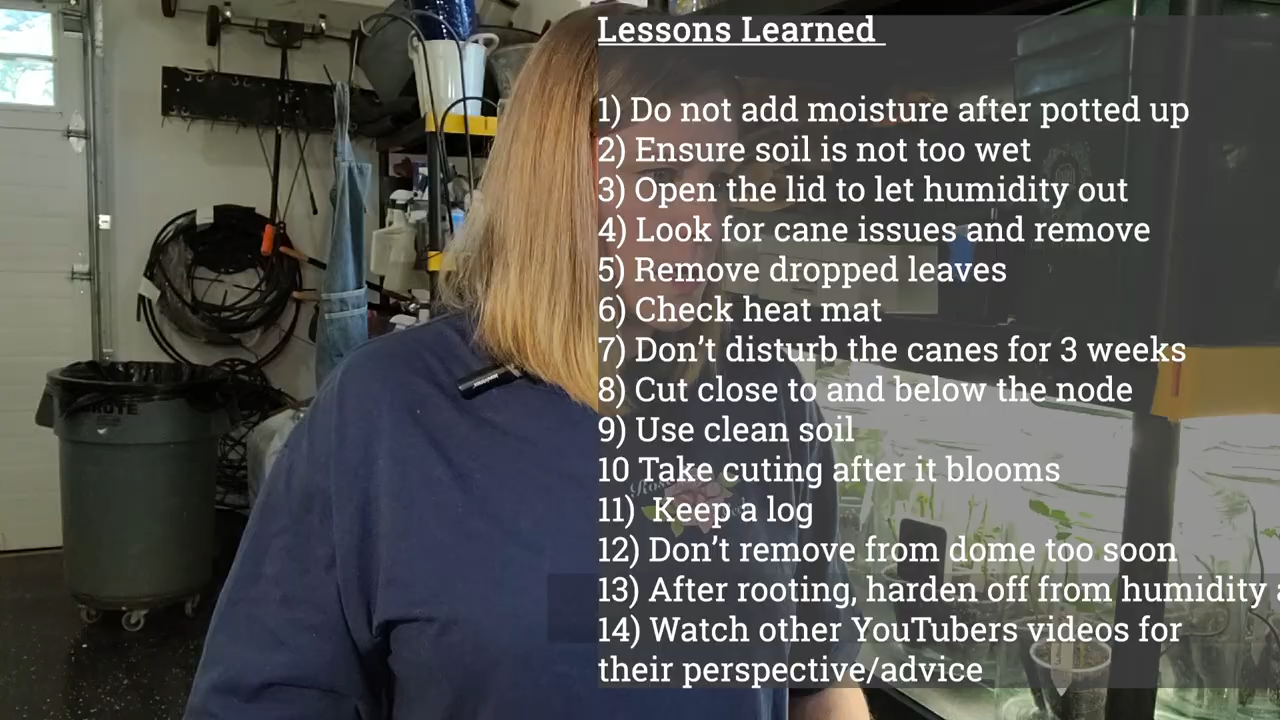 Lessons Learned
1) Do not add moisture after potted up
2) Ensure soil is not too wet
3) Open the lid to let humidity out
4) Look for cane issues and remove
5) Remove dropped leaves
6) Check heat mat
7) Don’t disturb the canes for 3 weeks
8) Cut close to and below the node
9) Use clean soil
10 Take cuting after it blooms
11) Keep a log
12) Don’t remove from dome too soon
13) After rooting, harden off from humidity
14) Watch other YouTubers videos for
their perspective/advice
BRUTE